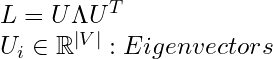 L = UΛU^T
U_i ∈ ℝ^{|V|} : Eigenvectors